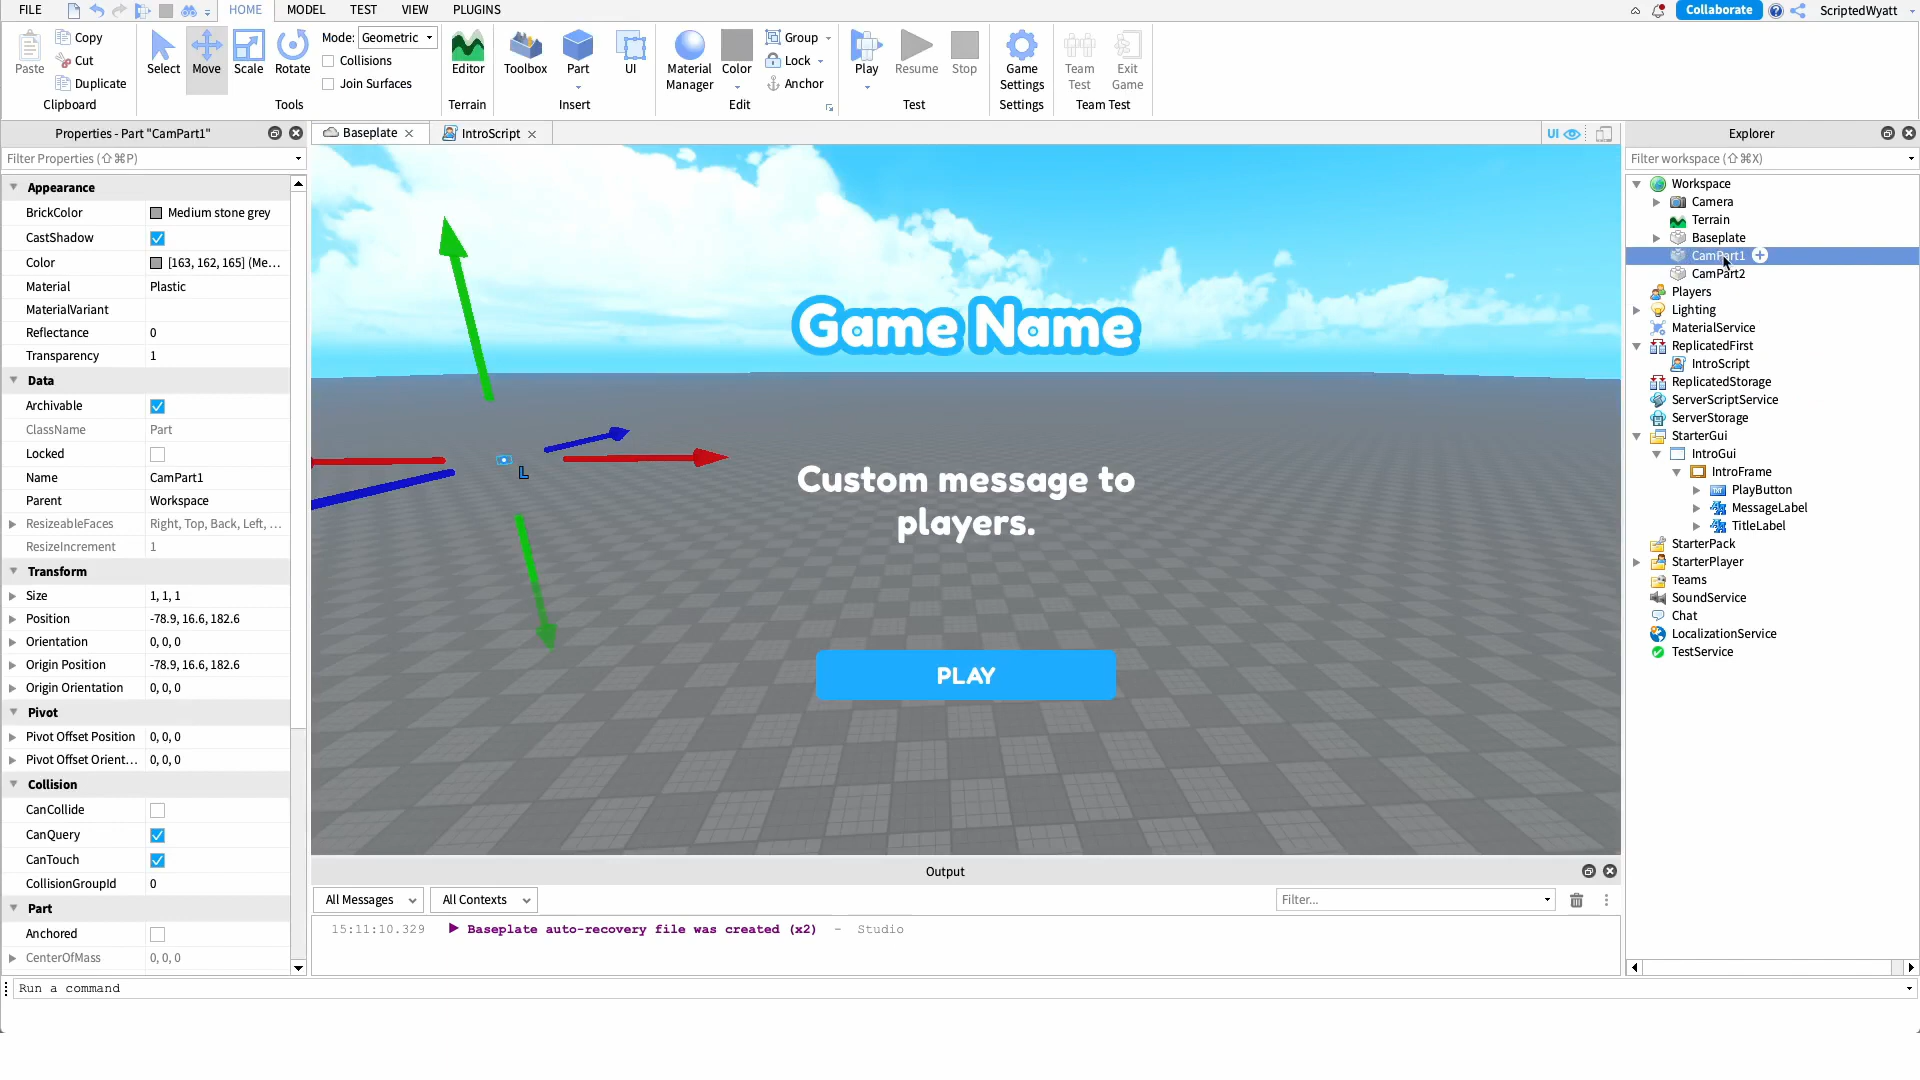 FILE HOME MODEL TEST VIEW PLUGINS Collaborate ScriptedWyatt
Paste Copy Cut Duplicate Clipboard
Select Move Scale Rotate Mode: Geometric Collisions Join Surfaces Tools
Editor Terrain
Toolbox Part UI Insert
Material Manager Color Group Lock Anchor Edit
Play Resume Stop Test
Game Settings Settings
Team Test Exit Game Team Test
Properties - Part "CamPart1"
Filter Properties (⇧⌘P)
Appearance
BrickColor Medium stone grey
CastShadow
Color [163, 162, 165] (Me...
Material Plastic
MaterialVariant
Reflectance 0
Transparency 1
Data
Archivable
ClassName Part
Locked
Name CamPart1
Parent Workspace
ResizeableFaces Right, Top, Back, Left, ...
ResizeIncrement 1
Transform
Size 1, 1, 1
Position -78.9, 16.6, 182.6
Orientation 0, 0, 0
Origin Position -78.9, 16.6, 182.6
Origin Orientation 0, 0, 0
Pivot
Pivot Offset Position 0, 0, 0
Pivot Offset Orient... 0, 0, 0
Collision
CanCollide
CanQuery
CanTouch
CollisionGroupId 0
Part
Anchored
CenterOfMass 0, 0, 0
Baseplate IntroScript UI
Game Name
L
Custom message to
players.
PLAY
Output
All Messages All Contexts Filter...
15:11:10.329 Baseplate auto-recovery file was created (x2) - Studio
Explorer
Filter workspace (⇧⌘X)
Workspace
Camera
Terrain
Baseplate
CamPart1
CamPart2
Players
Lighting
MaterialService
ReplicatedFirst
IntroScript
ReplicatedStorage
ServerScriptService
ServerStorage
StarterGui
IntroGui
IntroFrame
PlayButton
MessageLabel
TitleLabel
StarterPack
StarterPlayer
Teams
SoundService
Chat
LocalizationService
TestService
Run a command